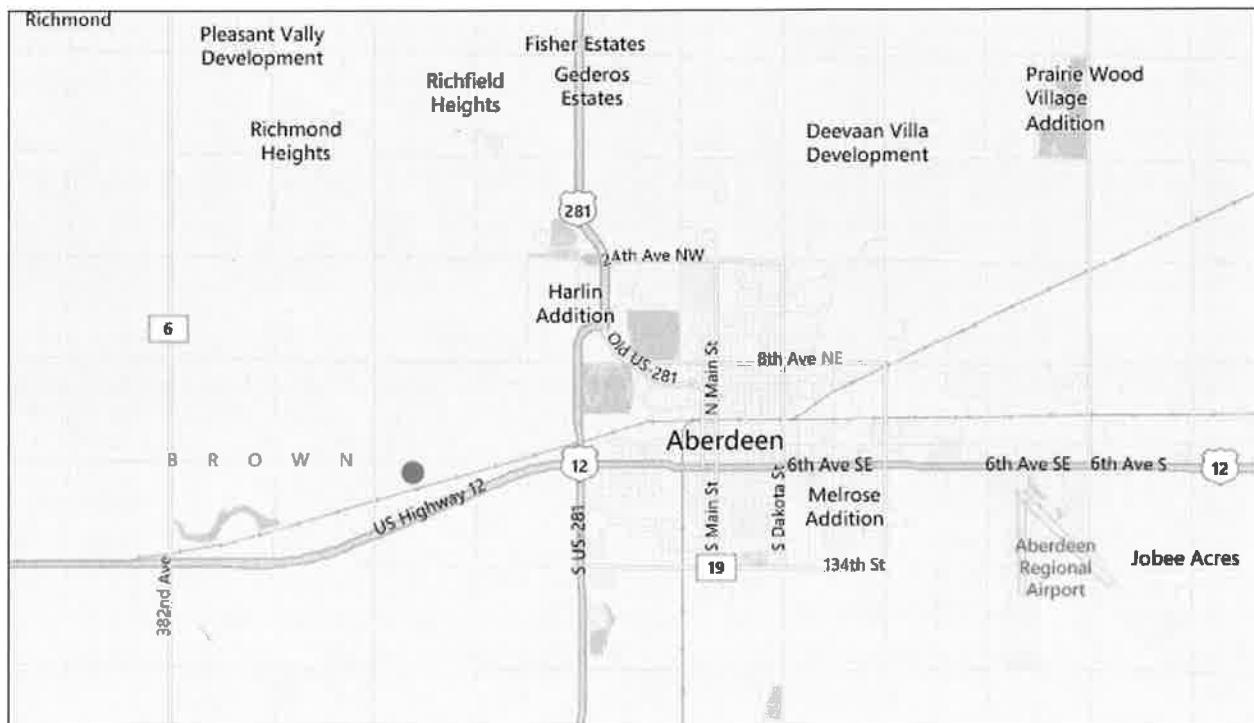 Richmond
Pleasant Vally
Development
Fisher Estates
Gederos
Estates
Richfield
Heights
Prairie Wood
Village
Addition
Richmond
Heights
Deevaan Villa
Development
281
24th Ave NW
Harlin
Addition
6
Old US-281
N Main St
8th Ave NE
Aberdeen
BROWN
12
6th Ave SE
6th Ave SE
6th Ave S
12
US Highway 12
S US-281
S Main St
S Dakota St
Melrose
Addition
Aberdeen
Regional
Airport
Jobee Acres
19
134th St
382nd Ave